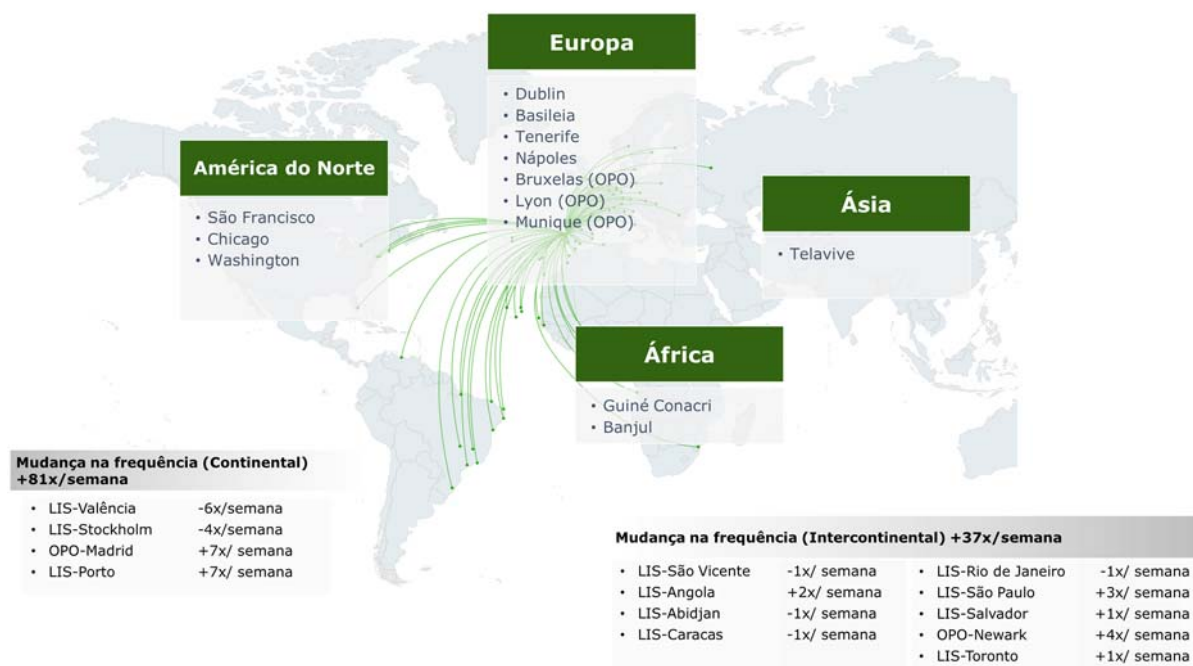 Europa
• Dublin
• Basileia
• Tenerife
• Nápoles
• Bruxelas (OPO)
• Lyon (OPO)
• Munique (OPO)
América do Norte
• São Francisco
• Chicago
• Washington
Ásia
• Telavive
África
• Guiné Conacri
• Banjul
Mudança na frequência (Continental)
+81x/semana
• LIS-Valência -6x/semana
• LIS-Stockholm -4x/semana
• OPO-Madrid +7x/ semana
• LIS-Porto +7x/ semana
Mudança na frequência (Intercontinental) +37x/semana
• LIS-São Vicente -1x/ semana
• LIS-Angola +2x/ semana
• LIS-Abidjan -1x/ semana
• LIS-Caracas -1x/ semana
• LIS-Rio de Janeiro -1x/ semana
• LIS-São Paulo +3x/ semana
• LIS-Salvador +1x/ semana
• OPO-Newark +4x/ semana
• LIS-Toronto +1x/ semana